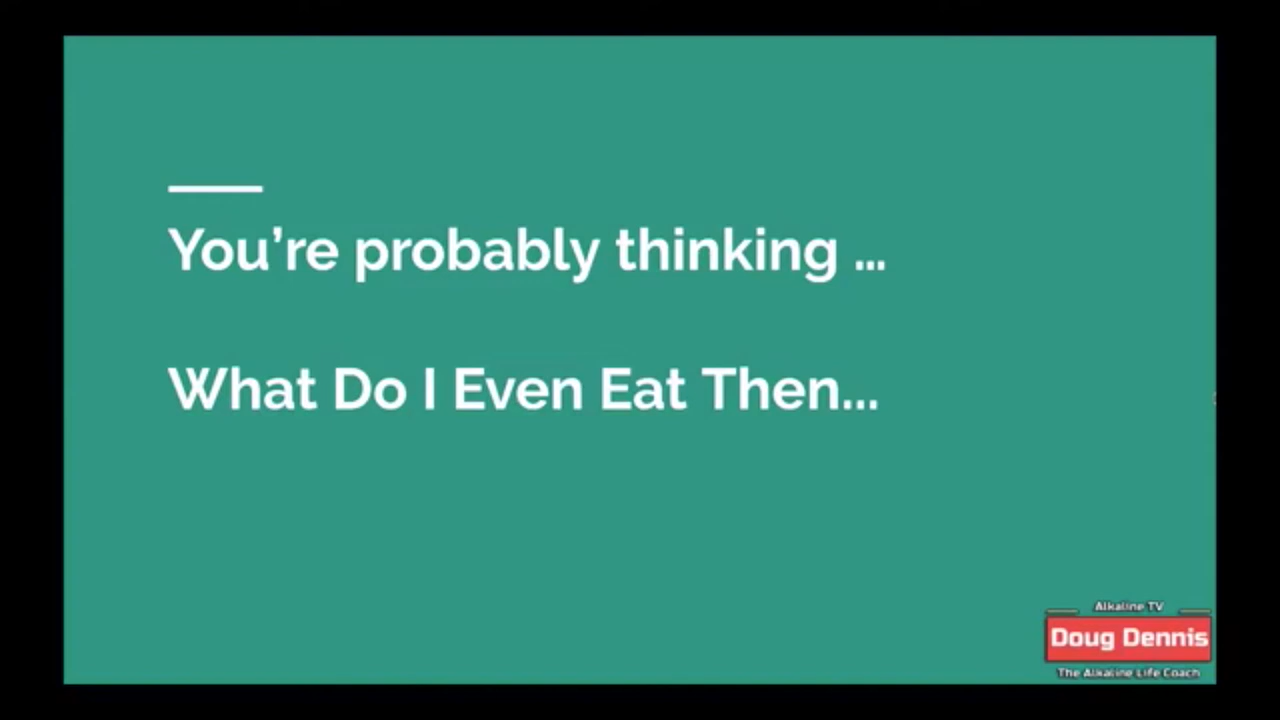 You're probably thinking ...
What Do I Even Eat Then...
Alkaline TV
Doug Dennis
The Alkaline Life Coach